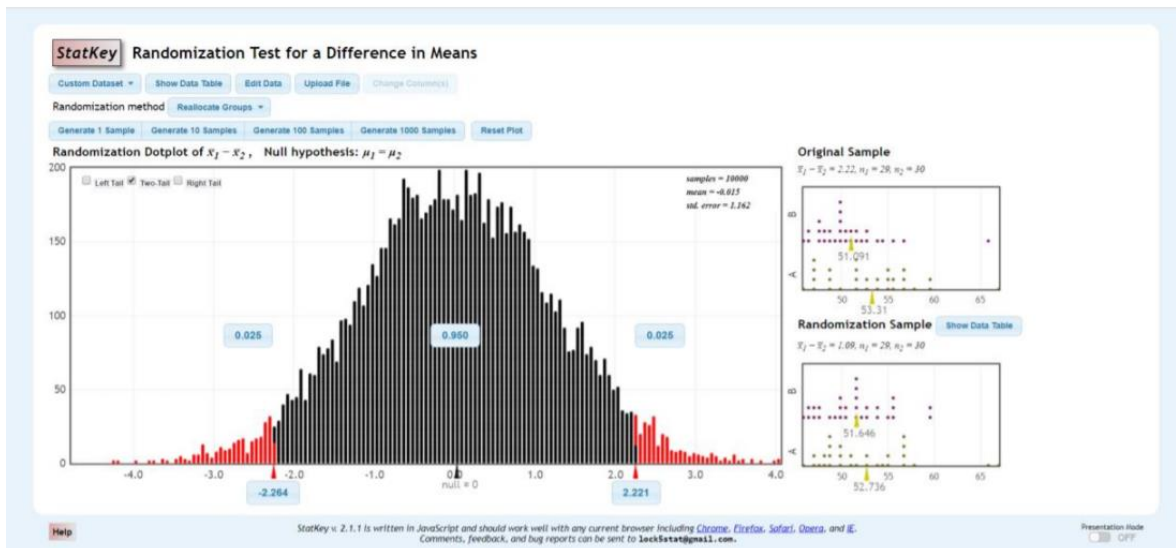 StatKey Randomization Test for a Difference in Means
Custom Dataset Show Data Table Edit Data Upload File Change Column(s)
Randomization method Reallocate Groups
Generate 1 Sample Generate 10 Samples Generate 100 Samples Generate 1000 Samples Reset Plot
Randomization Dotplot of x̄₁ − x̄₂ , Null hypothesis: μ₁ = μ₂
Left Tail Two-Tail Right Tail
samples = 10000
mean = -0.015
std. error = 1.162
200
150
100
50
0
0.025 0.950 0.025
-4.0 -3.0 -2.0 -1.0 0.0 1.0 2.0 3.0 4.0
null = 0
-2.264 2.221
Original Sample
x̄₁ − x̄₂ = 2.22, n₁ = 29, n₂ = 30
B
51.091
A
50 55 60 65
53.31
Randomization Sample Show Data Table
x̄₁ − x̄₂ = 1.09, n₁ = 29, n₂ = 30
B
51.646
A
50 55 60 65
52.736
Help
StatKey v. 2.1.1 is written in JavaScript and should work well with any current browser including Chrome, Firefox, Safari, Opera, and IE.
Comments, feedback, and bug reports can be sent to lock5stat@gmail.com.
Presentation Mode
OFF